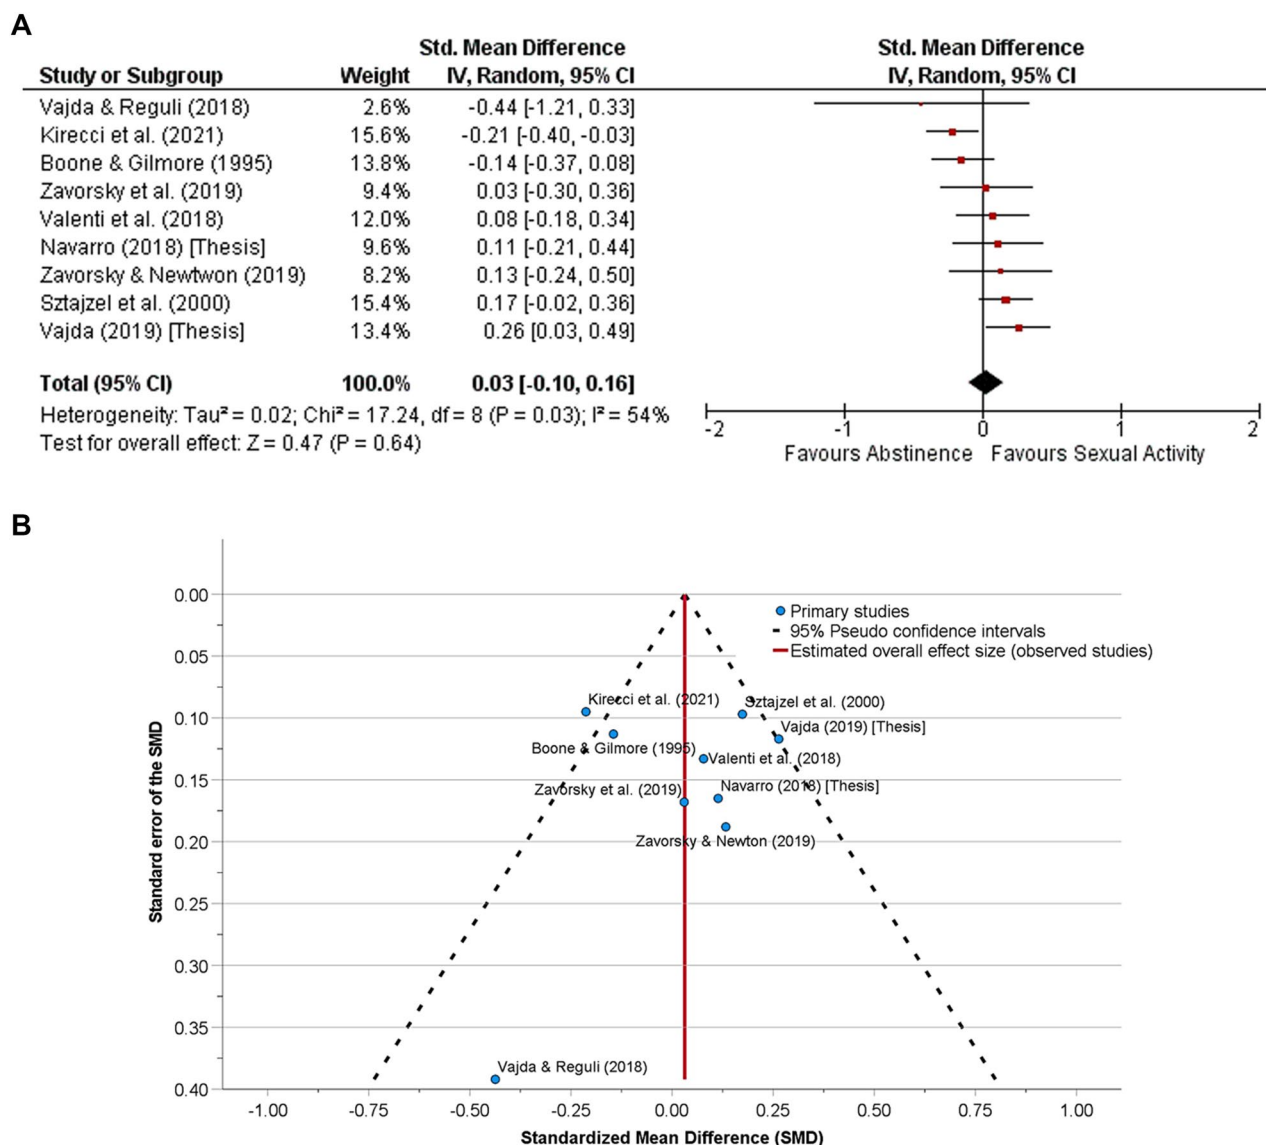 A
Std. Mean Difference Std. Mean Difference
Study or Subgroup Weight IV, Random, 95% CI IV, Random, 95% CI
Vajda & Reguli (2018) 2.6% -0.44 [-1.21, 0.33]
Kirecci et al. (2021) 15.6% -0.21 [-0.40, -0.03]
Boone & Gilmore (1995) 13.8% -0.14 [-0.37, 0.08]
Zavorsky et al. (2019) 9.4% 0.03 [-0.30, 0.36]
Valenti et al. (2018) 12.0% 0.08 [-0.18, 0.34]
Navarro (2018) [Thesis] 9.6% 0.11 [-0.21, 0.44]
Zavorsky & Newtwon (2019) 8.2% 0.13 [-0.24, 0.50]
Sztajzel et al. (2000) 15.4% 0.17 [-0.02, 0.36]
Vajda (2019) [Thesis] 13.4% 0.26 [0.03, 0.49]
Total (95% CI) 100.0% 0.03 [-0.10, 0.16]
Heterogeneity: Tau² = 0.02; Chi² = 17.24, df = 8 (P = 0.03); I² = 54%
Test for overall effect: Z = 0.47 (P = 0.64)
-2 -1 0 1 2
Favours Abstinence Favours Sexual Activity
B
0.00
Primary studies
95% Pseudo confidence intervals
Estimated overall effect size (observed studies)
0.05
Kirecci et al. (2021) Sztajzel et al. (2000)
0.10
Vajda (2019) [Thesis]
Boone & Gilmore (1995) Valenti et al. (2018)
0.15
Zavorsky et al. (2019) Navarro (2018) [Thesis]
0.20
Zavorsky & Newton (2019)
0.25
0.30
0.35
Vajda & Reguli (2018)
0.40
Standard error of the SMD
-1.00 -0.75 -0.50 -0.25 0.00 0.25 0.50 0.75 1.00
Standardized Mean Difference (SMD)